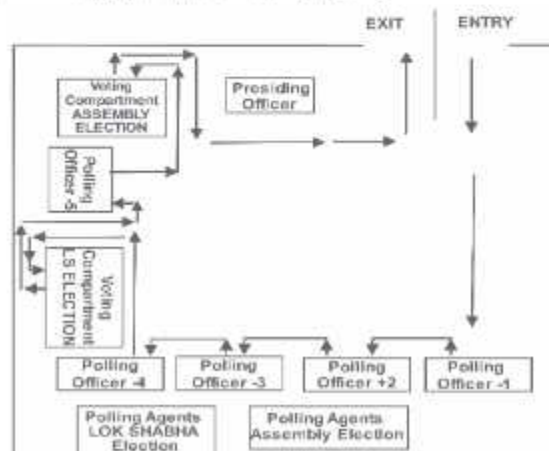 EXIT
ENTRY
Voting
Compartment
ASSEMBLY
ELECTION
Presiding
Officer
Polling
Officer -5
Voting
Compartment
LS ELECTION
Polling
Officer -4
Polling
Officer -3
Polling
Officer +2
Polling
Officer -1
Polling Agents
LOK SHABHA
Election
Polling Agents
Assembly Election